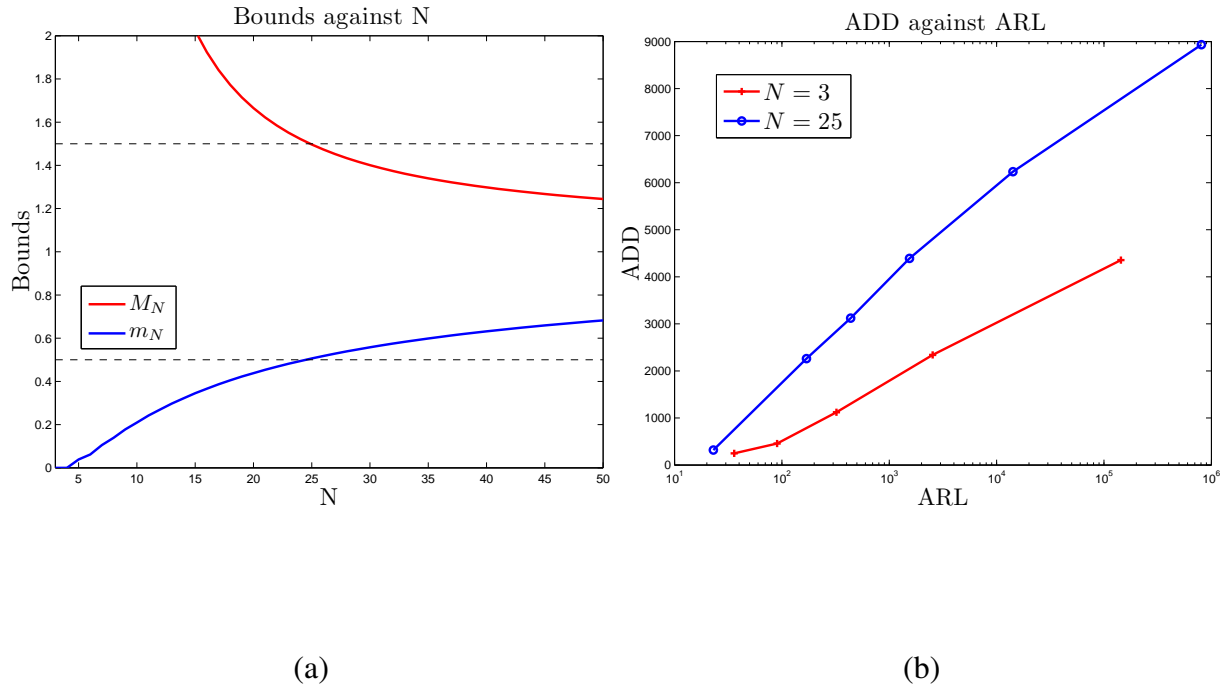 Bounds against N
2
1.8
1.6
1.4
1.2
1
0.8
0.6
0.4
0.2
0
Bounds
M_N
m_N
5 10 15 20 25 30 35 40 45 50
N
(a)
ADD against ARL
9000
8000
7000
6000
5000
4000
3000
2000
1000
0
ADD
N = 3
N = 25
10^1 10^2 10^3 10^4 10^5 10^6
ARL
(b)